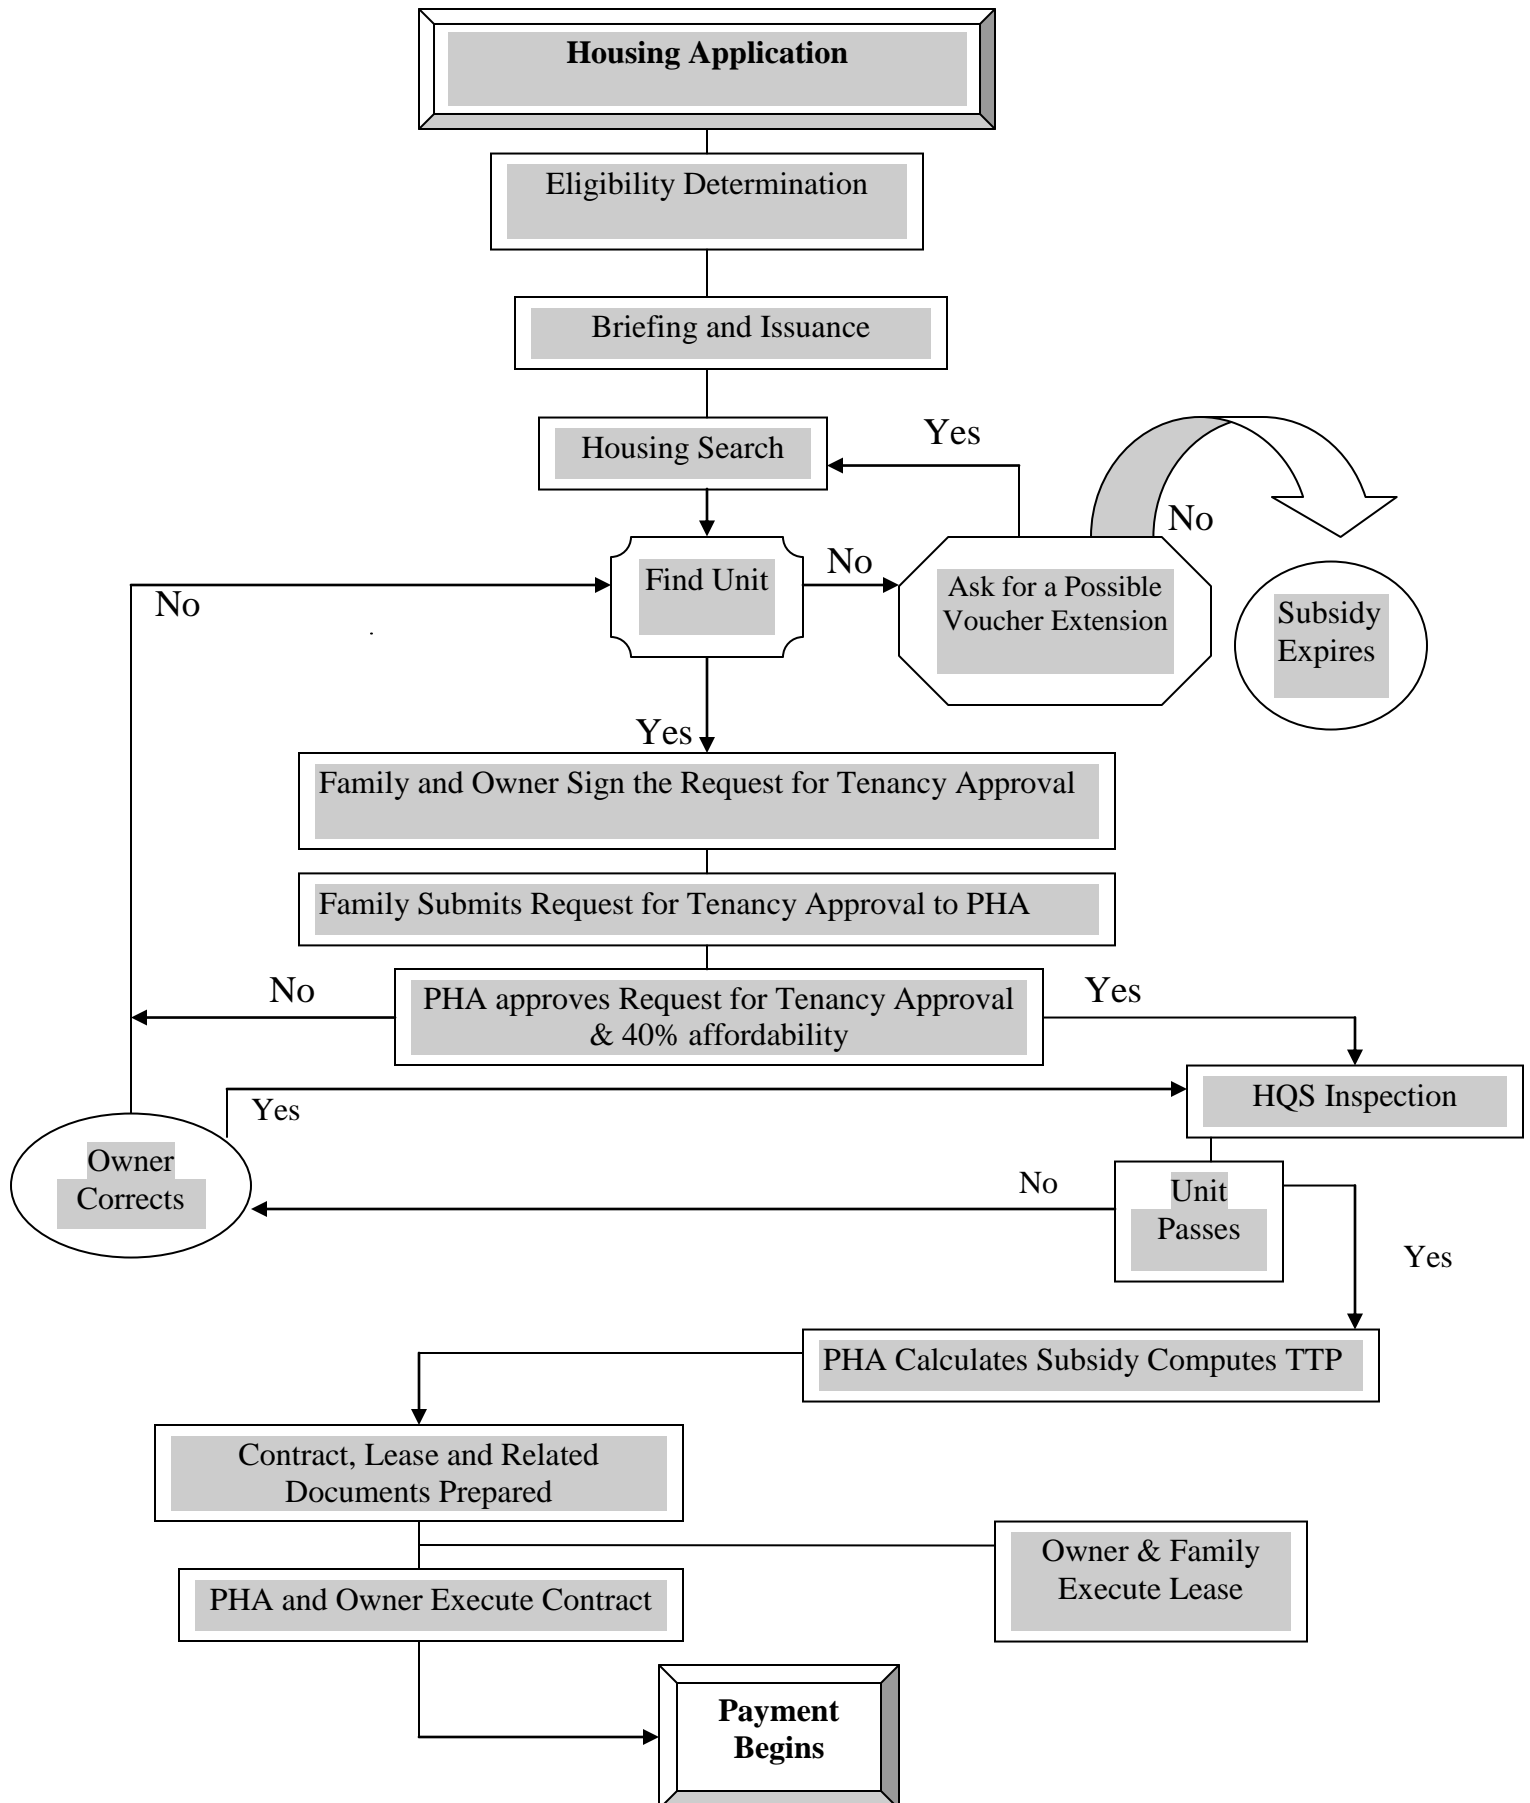 Housing Application
Eligibility Determination
Briefing and Issuance
Housing Search
Yes
No
Find Unit
No
Ask for a Possible
Voucher Extension
Subsidy
Expires
No
Yes
Family and Owner Sign the Request for Tenancy Approval
Family Submits Request for Tenancy Approval to PHA
No
PHA approves Request for Tenancy Approval
& 40% affordability
Yes
HQS Inspection
Yes
Owner
Corrects
No
Unit
Passes
Yes
PHA Calculates Subsidy Computes TTP
Contract, Lease and Related
Documents Prepared
Owner & Family
Execute Lease
PHA and Owner Execute Contract
Payment
Begins